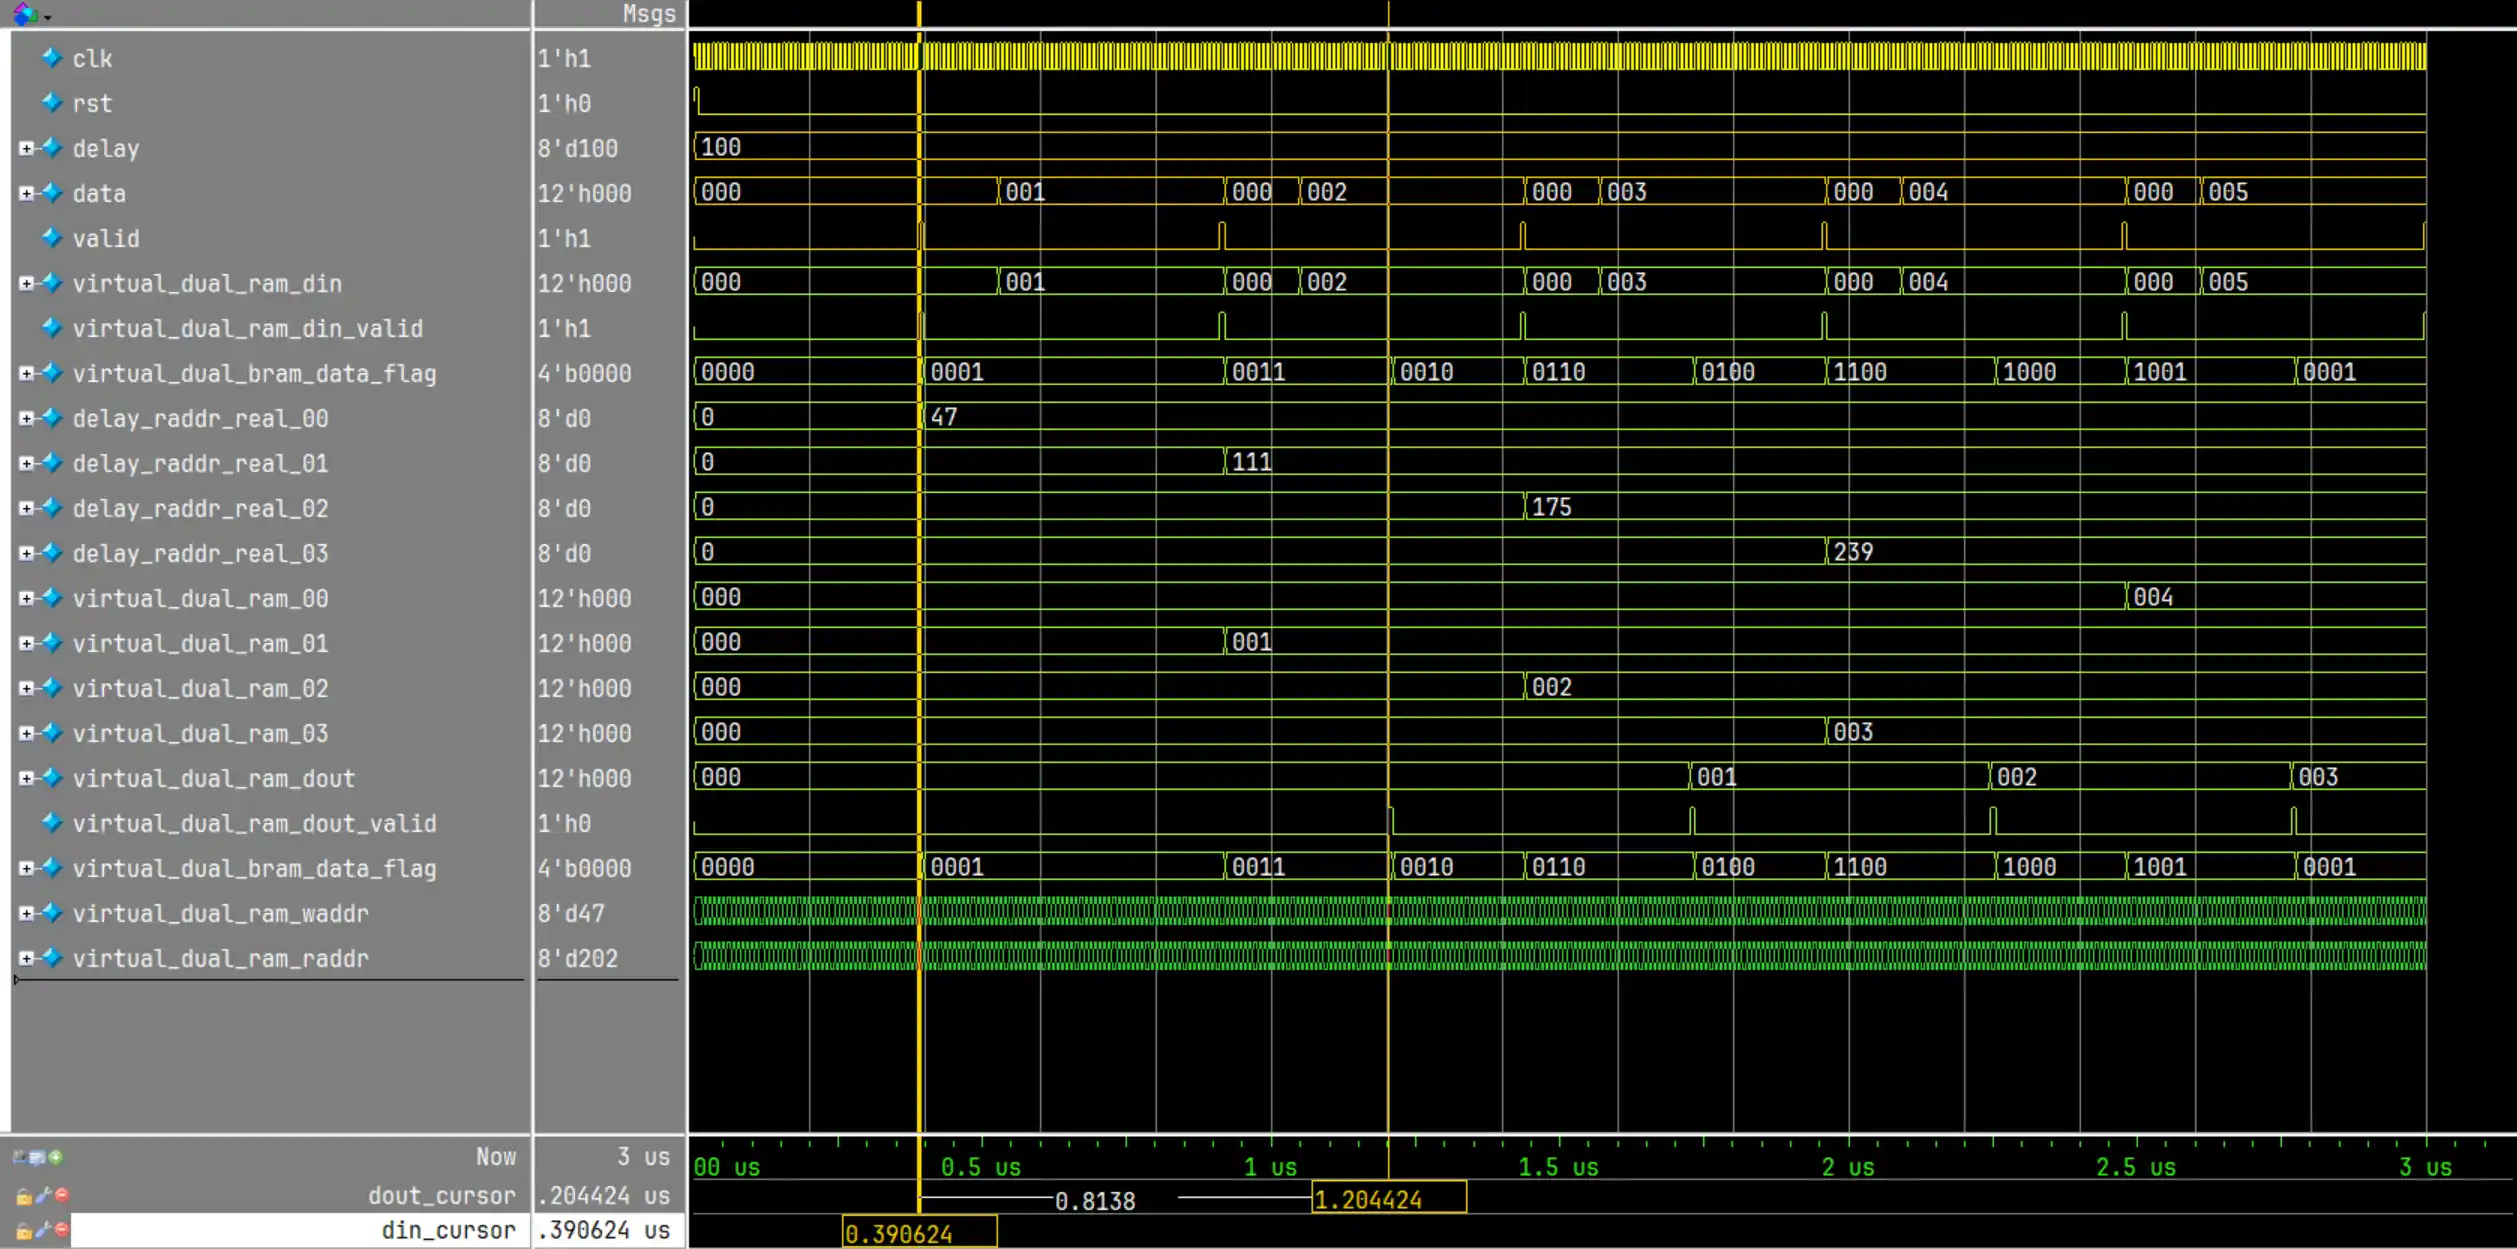 Msgs
clk 1'h1
rst 1'h0
delay 8'd100 100
data 12'h000 000 001 000 002 000 003 000 004 000 005
valid 1'h1
virtual_dual_ram_din 12'h000 000 001 000 002 000 003 000 004 000 005
virtual_dual_ram_din_valid 1'h1
virtual_dual_bram_data_flag 4'b0000 0000 0001 0011 0010 0110 0100 1100 1000 1001 0001
delay_raddr_real_00 8'd0 0 47
delay_raddr_real_01 8'd0 0 111
delay_raddr_real_02 8'd0 0 175
delay_raddr_real_03 8'd0 0 239
virtual_dual_ram_00 12'h000 000 004
virtual_dual_ram_01 12'h000 000 001
virtual_dual_ram_02 12'h000 000 002
virtual_dual_ram_03 12'h000 000 003
virtual_dual_ram_dout 12'h000 000 001 002 003
virtual_dual_ram_dout_valid 1'h0
virtual_dual_bram_data_flag 4'b0000 0000 0001 0011 0010 0110 0100 1100 1000 1001 0001
virtual_dual_ram_waddr 8'd47
virtual_dual_ram_raddr 8'd202
Now 3 us 00 us 0.5 us 1 us 1.5 us 2 us 2.5 us 3 us
dout_cursor .204424 us 0.8138 1.204424
din_cursor .390624 us 0.390624